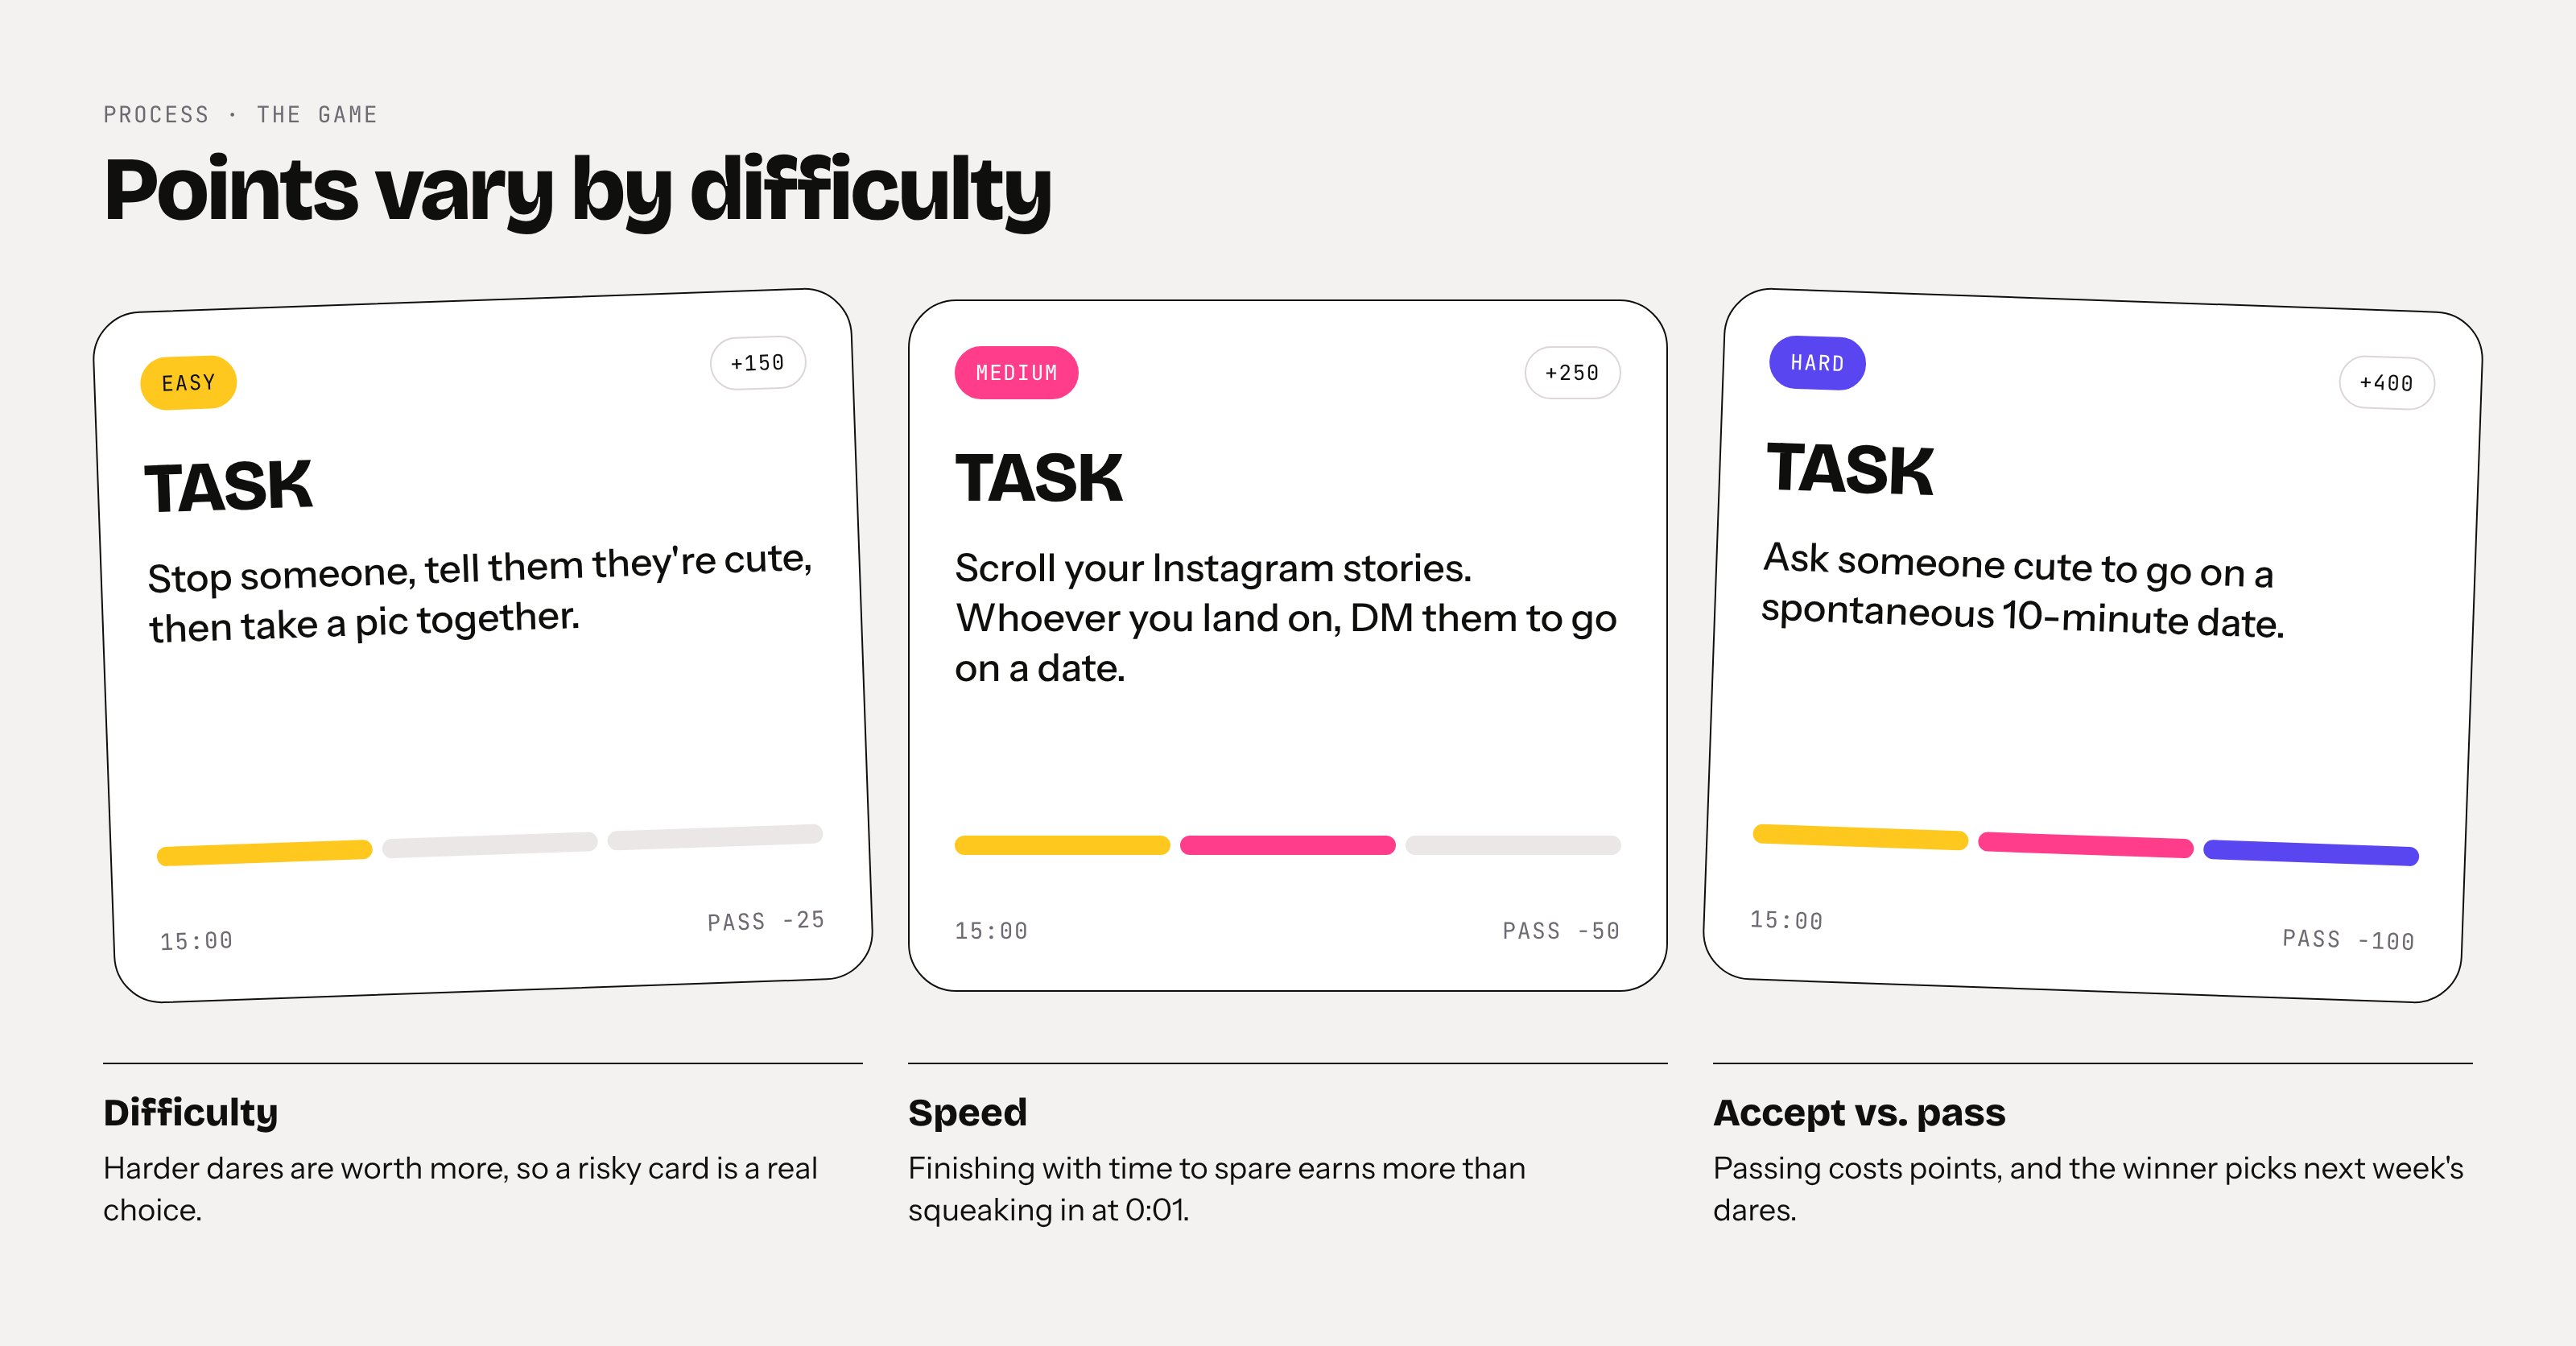 PROCESS · THE GAME
Points vary by difficulty
EASY
+150
TASK
Stop someone, tell them they're cute,
then take a pic together.
15:00
PASS -25
MEDIUM
+250
TASK
Scroll your Instagram stories.
Whoever you land on, DM them to go
on a date.
15:00
PASS -50
HARD
+400
TASK
Ask someone cute to go on a
spontaneous 10-minute date.
15:00
PASS -100
Difficulty
Harder dares are worth more, so a risky card is a real
choice.
Speed
Finishing with time to spare earns more than
squeaking in at 0:01.
Accept vs. pass
Passing costs points, and the winner picks next week's
dares.